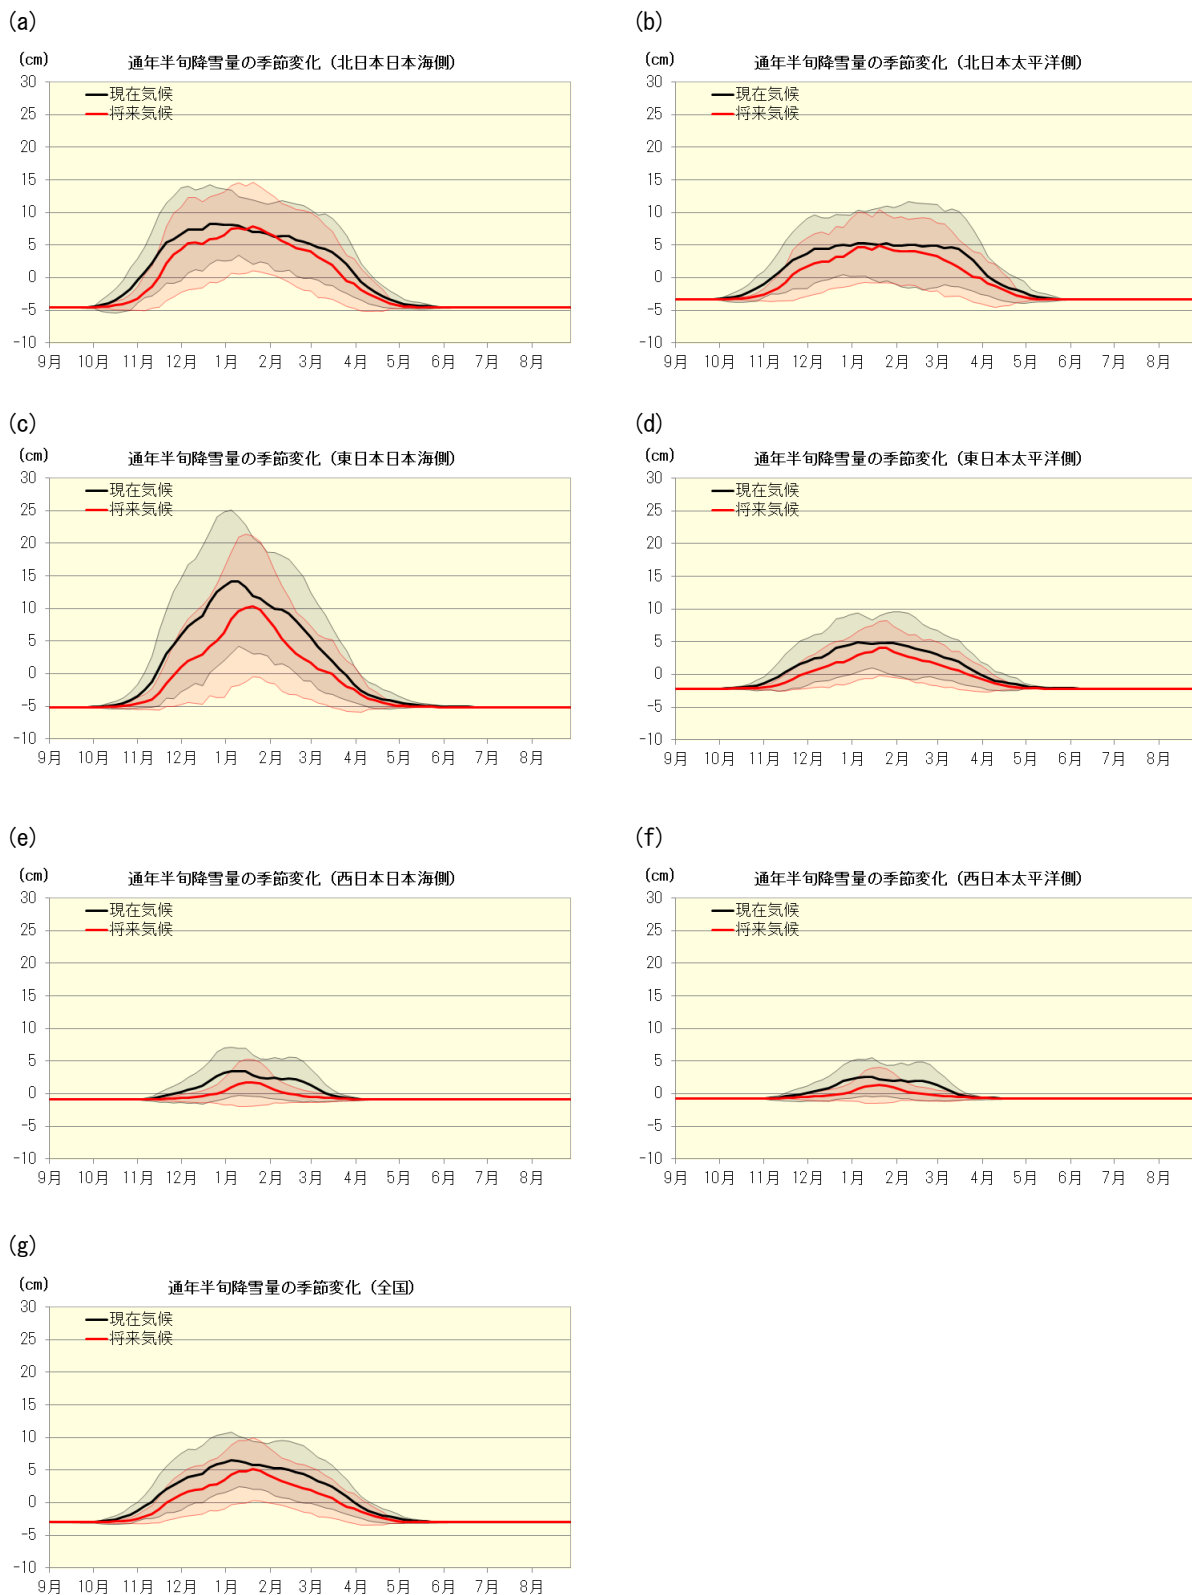 (a)
通年半旬降雪量の季節変化（北日本日本海側）
(cm)
現在気候
将来気候
30
25
20
15
10
5
0
-5
-10
9月 10月 11月 12月 1月 2月 3月 4月 5月 6月 7月 8月
(b)
通年半旬降雪量の季節変化（北日本太平洋側）
(cm)
現在気候
将来気候
30
25
20
15
10
5
0
-5
-10
9月 10月 11月 12月 1月 2月 3月 4月 5月 6月 7月 8月
(c)
通年半旬降雪量の季節変化（東日本日本海側）
(cm)
現在気候
将来気候
30
25
20
15
10
5
0
-5
-10
9月 10月 11月 12月 1月 2月 3月 4月 5月 6月 7月 8月
(d)
通年半旬降雪量の季節変化（東日本太平洋側）
(cm)
現在気候
将来気候
30
25
20
15
10
5
0
-5
-10
9月 10月 11月 12月 1月 2月 3月 4月 5月 6月 7月 8月
(e)
通年半旬降雪量の季節変化（西日本日本海側）
(cm)
現在気候
将来気候
30
25
20
15
10
5
0
-5
-10
9月 10月 11月 12月 1月 2月 3月 4月 5月 6月 7月 8月
(f)
通年半旬降雪量の季節変化（西日本太平洋側）
(cm)
現在気候
将来気候
30
25
20
15
10
5
0
-5
-10
9月 10月 11月 12月 1月 2月 3月 4月 5月 6月 7月 8月
(g)
通年半旬降雪量の季節変化（全国）
(cm)
現在気候
将来気候
30
25
20
15
10
5
0
-5
-10
9月 10月 11月 12月 1月 2月 3月 4月 5月 6月 7月 8月